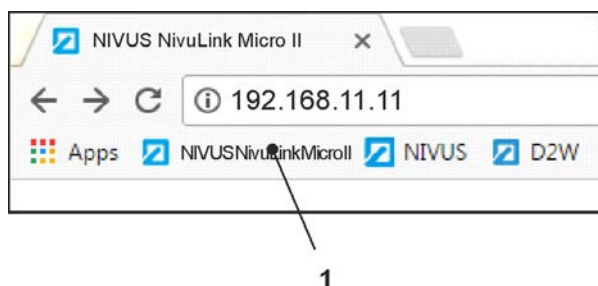 NIVUS NivuLink Micro II
192.168.11.11
Apps NIVUSNivuLinkMicroII NIVUS D2W
1